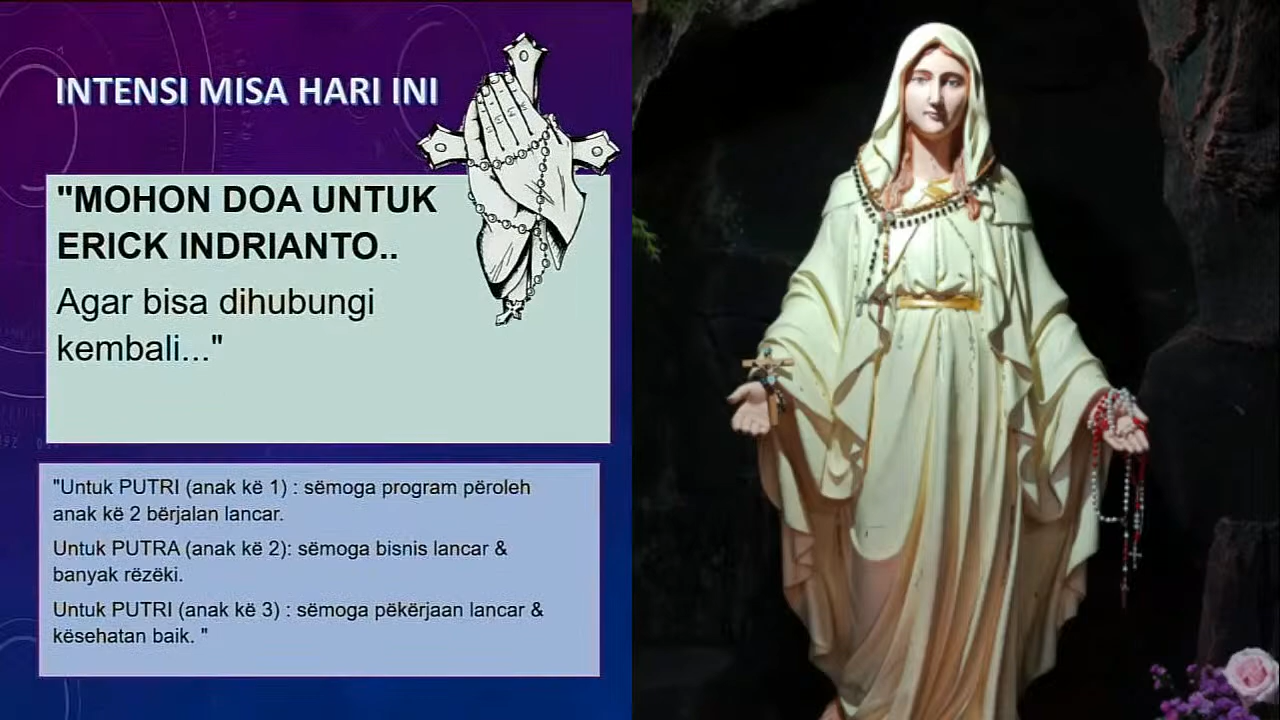 INTENSI MISA HARI INI
"MOHON DOA UNTUK
ERICK INDRIANTO..
Agar bisa dihubungi
kembali..."
"Untuk PUTRI (anak kë 1) : sëmoga program përoleh
anak kë 2 bërjalan lancar.
Untuk PUTRA (anak kë 2): sëmoga bisnis lancar &
banyak rëzëki.
Untuk PUTRI (anak kë 3) : sëmoga pëkërjaan lancar &
kësehatan baik. "